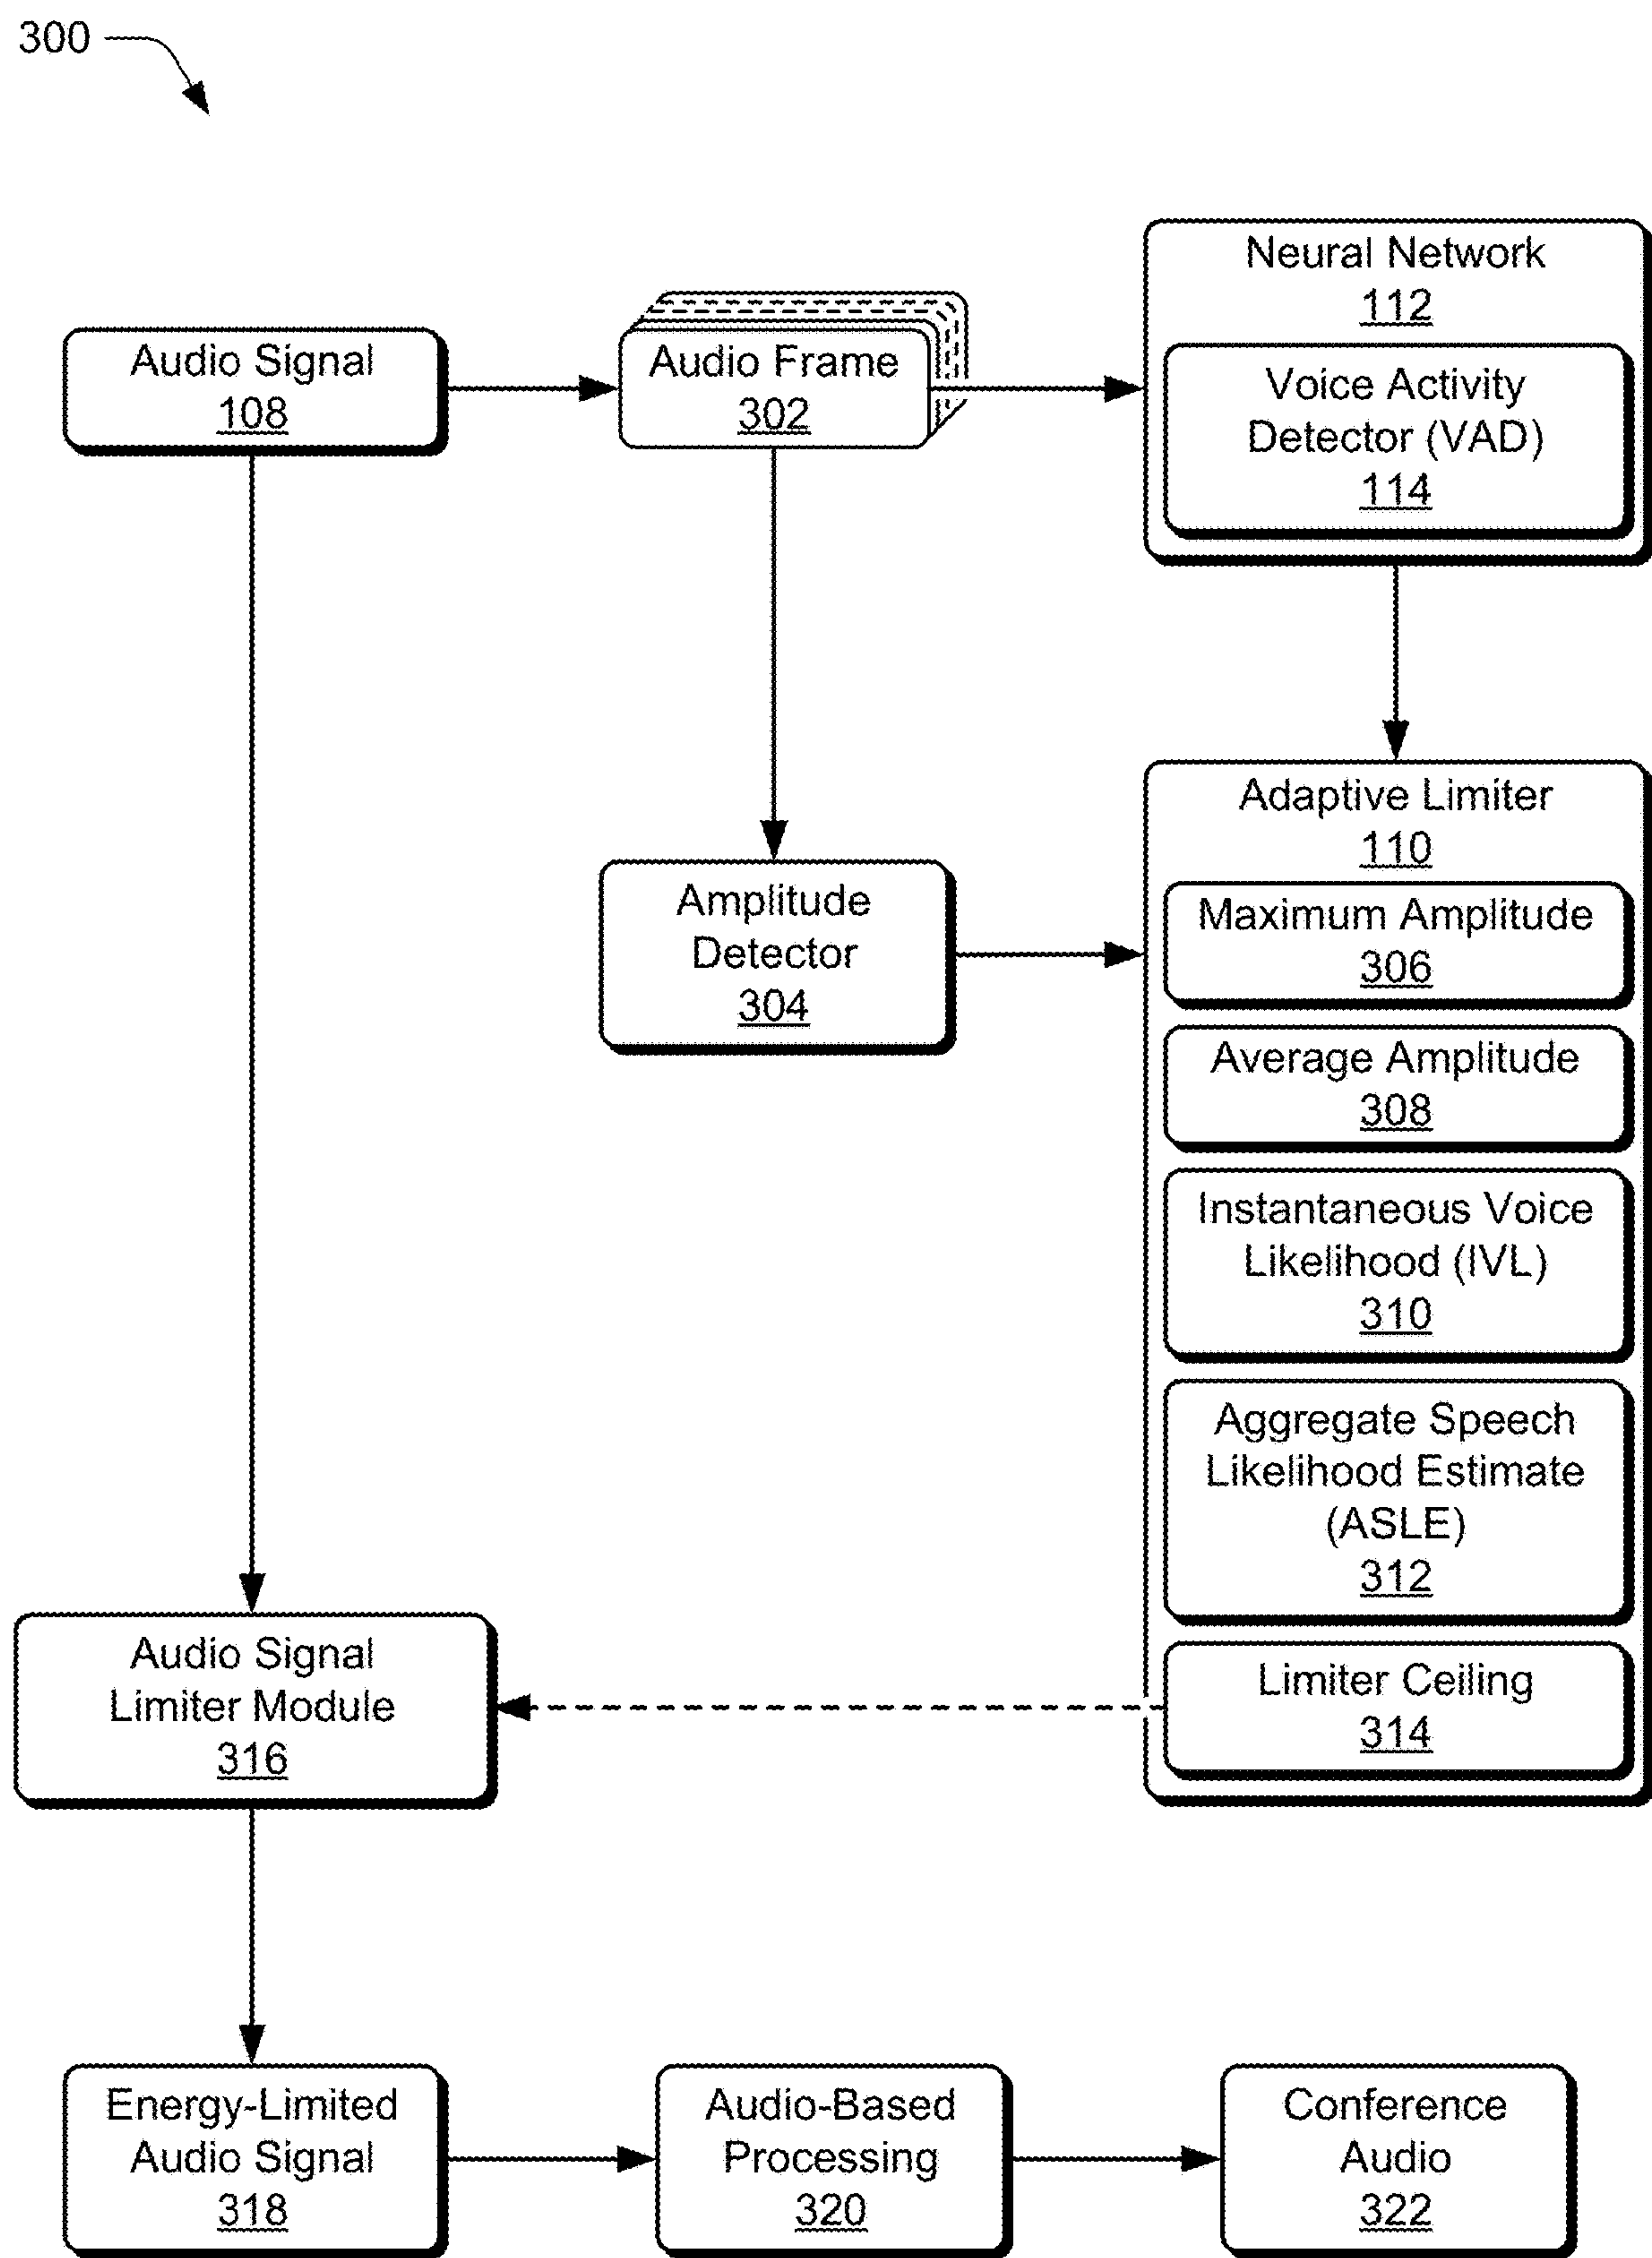 300
Audio Signal
108
Audio Frame
302
Neural Network
112
Voice Activity
Detector (VAD)
114
Amplitude
Detector
304
Adaptive Limiter
110
Maximum Amplitude
306
Average Amplitude
308
Instantaneous Voice
Likelihood (IVL)
310
Aggregate Speech
Likelihood Estimate
(ASLE)
312
Limiter Ceiling
314
Audio Signal
Limiter Module
316
Energy-Limited
Audio Signal
318
Audio-Based
Processing
320
Conference
Audio
322